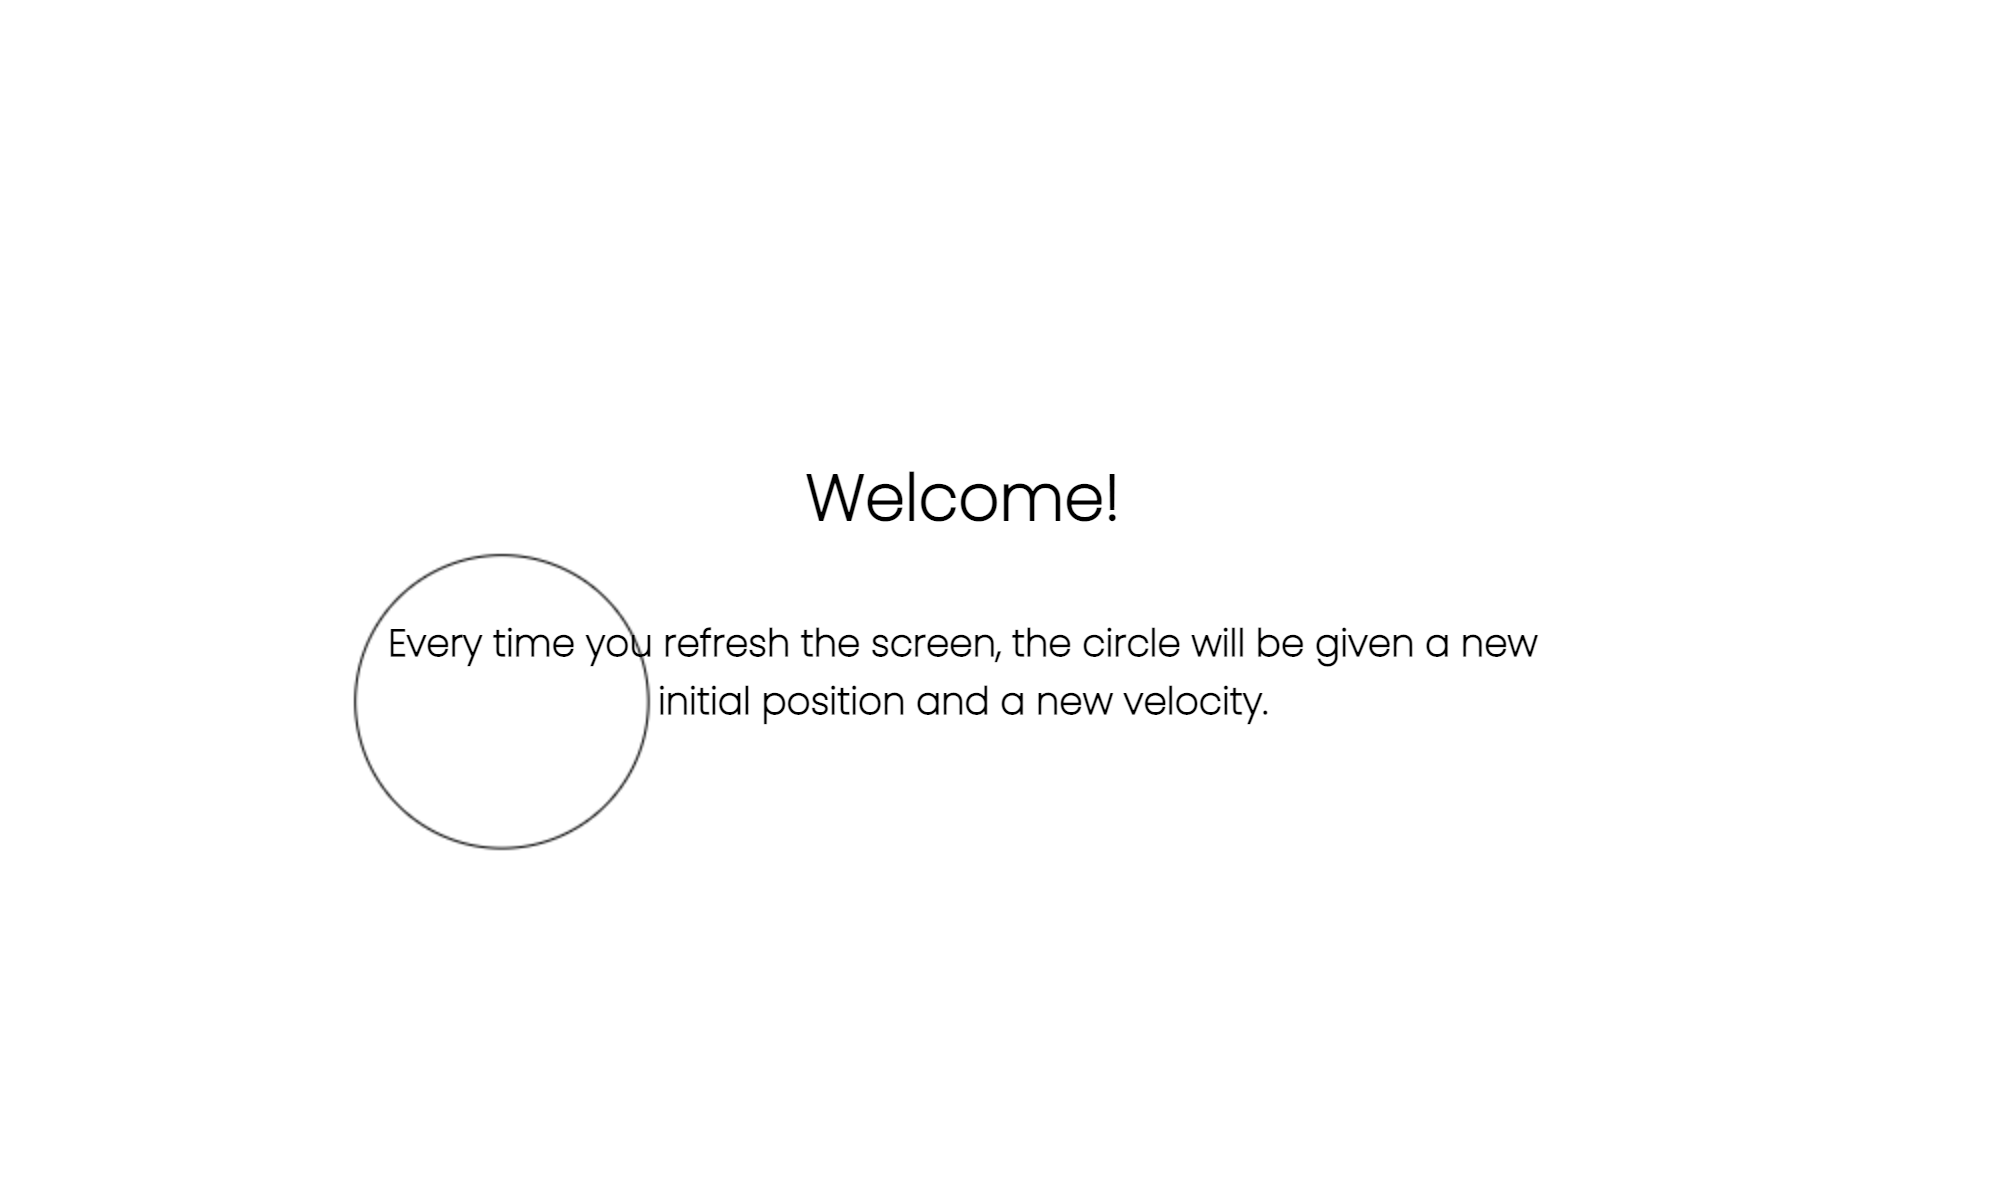 Welcome!
Every time you refresh the screen, the circle will be given a new
initial position and a new velocity.